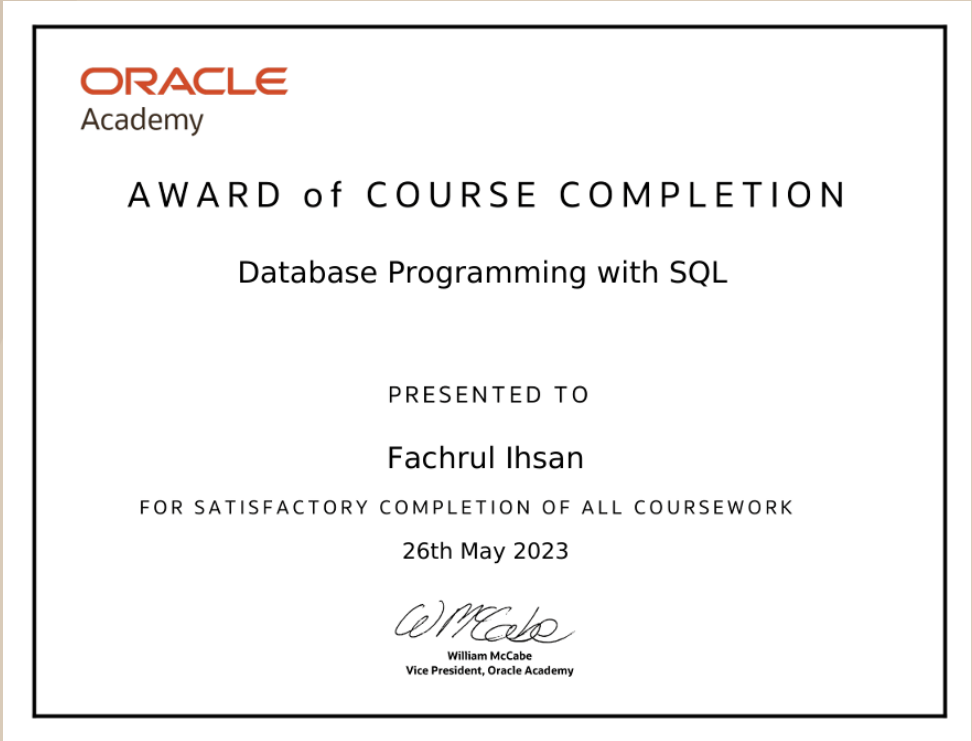 ORACLE
Academy
AWARD of COURSE COMPLETION
Database Programming with SQL
PRESENTED TO
Fachrul Ihsan
FOR SATISFACTORY COMPLETION OF ALL COURSEWORK
26th May 2023
W McCabe
William McCabe
Vice President, Oracle Academy